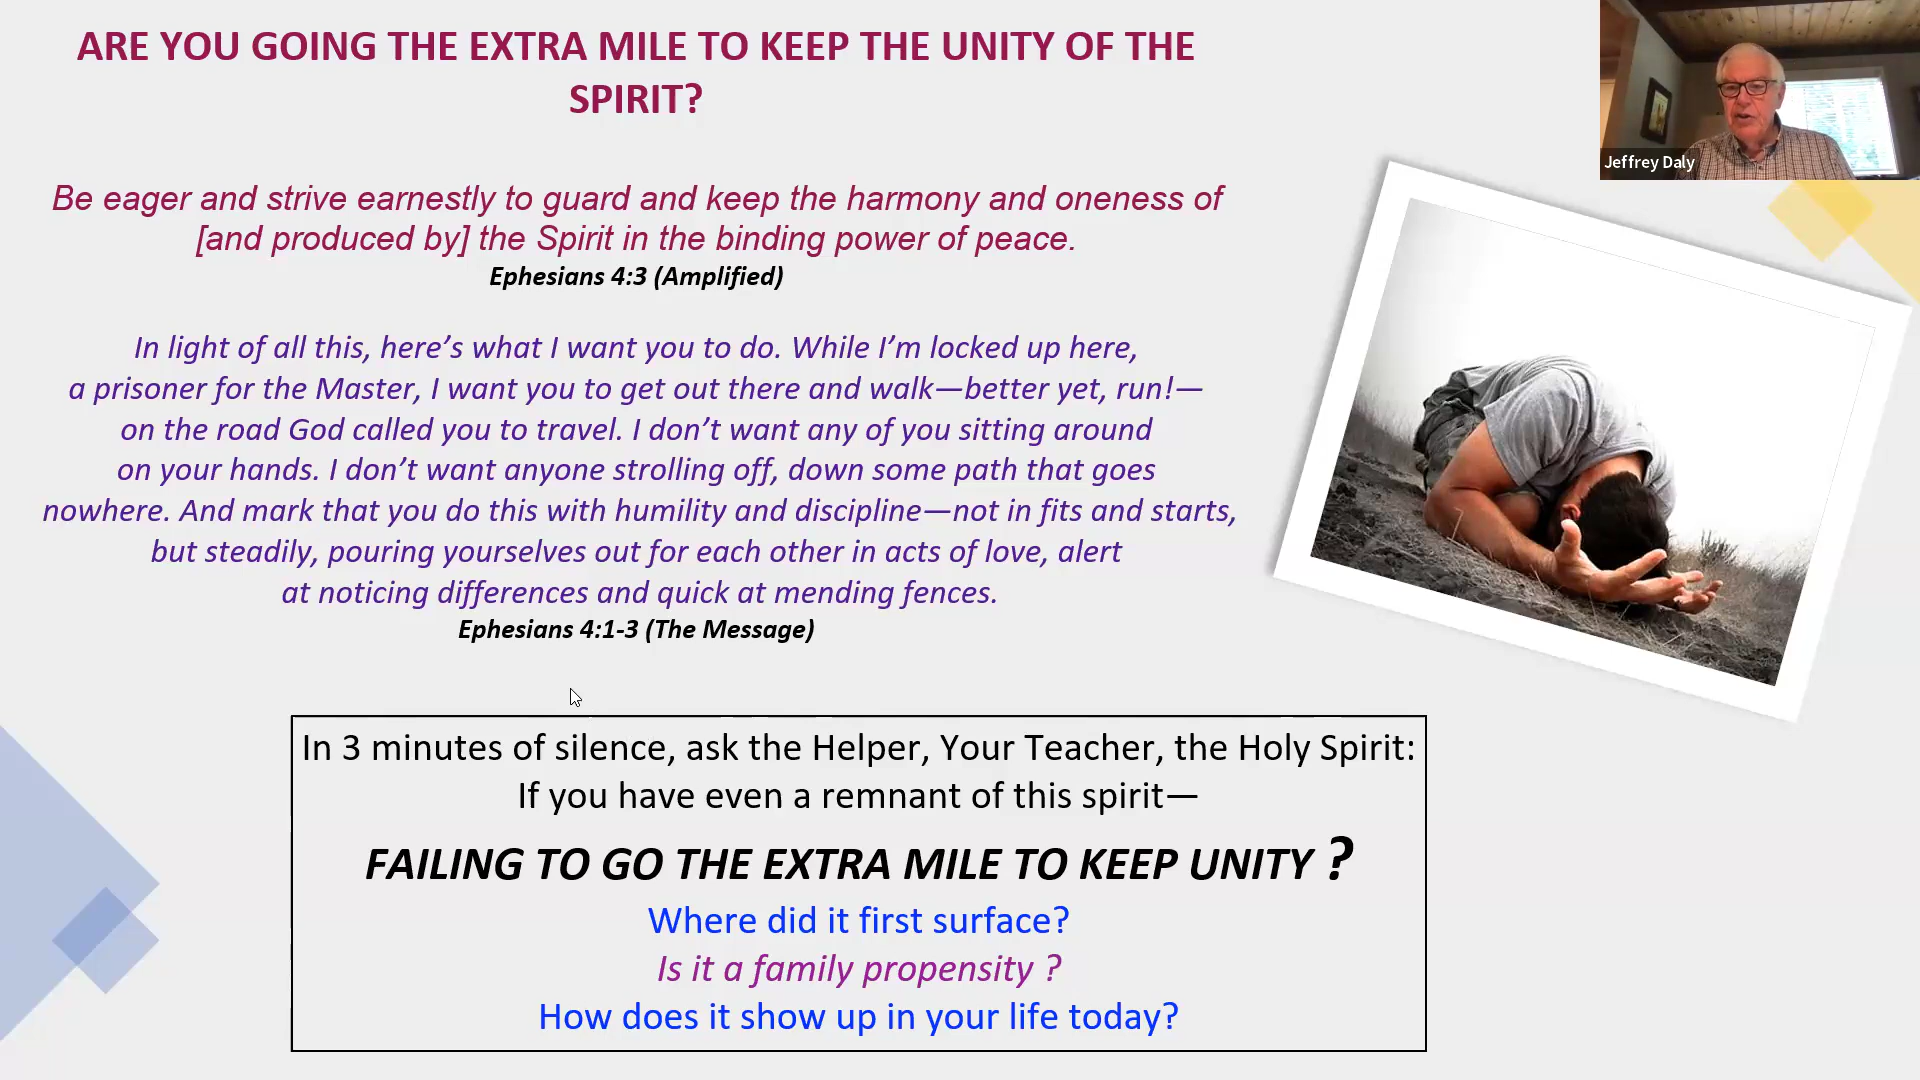 ARE YOU GOING THE EXTRA MILE TO KEEP THE UNITY OF THE
SPIRIT?
Jeffrey Daly
Be eager and strive earnestly to guard and keep the harmony and oneness of
[and produced by] the Spirit in the binding power of peace.
Ephesians 4:3 (Amplified)
In light of all this, here’s what I want you to do. While I’m locked up here,
a prisoner for the Master, I want you to get out there and walk—better yet, run!—
on the road God called you to travel. I don’t want any of you sitting around
on your hands. I don’t want anyone strolling off, down some path that goes
nowhere. And mark that you do this with humility and discipline—not in fits and starts,
but steadily, pouring yourselves out for each other in acts of love, alert
at noticing differences and quick at mending fences.
Ephesians 4:1-3 (The Message)
In 3 minutes of silence, ask the Helper, Your Teacher, the Holy Spirit:
If you have even a remnant of this spirit—
FAILING TO GO THE EXTRA MILE TO KEEP UNITY ?
Where did it first surface?
Is it a family propensity ?
How does it show up in your life today?